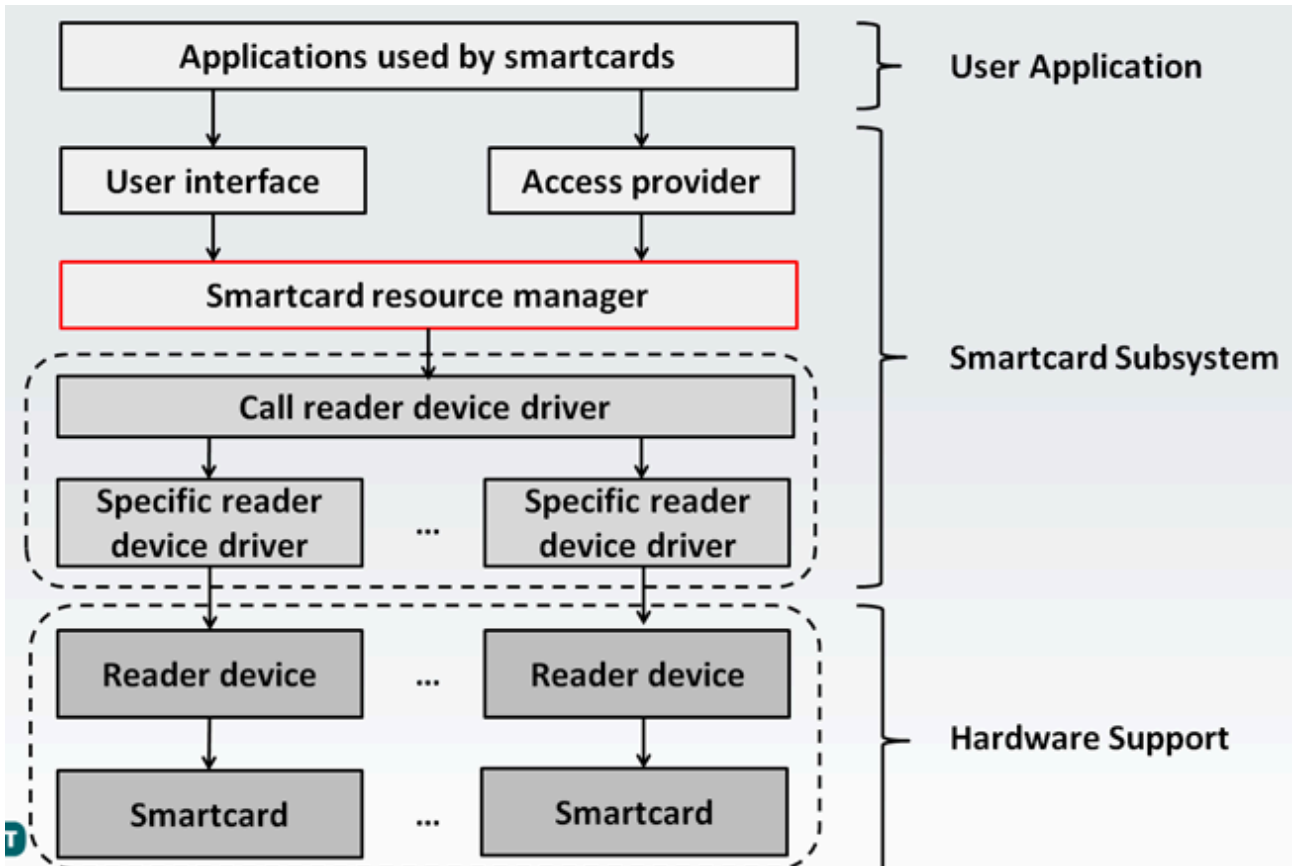 Applications used by smartcards
User Application
User interface
Access provider
Smartcard resource manager
Smartcard Subsystem
Call reader device driver
Specific reader
device driver
...
Specific reader
device driver
Reader device
...
Reader device
Hardware Support
Smartcard
...
Smartcard
T